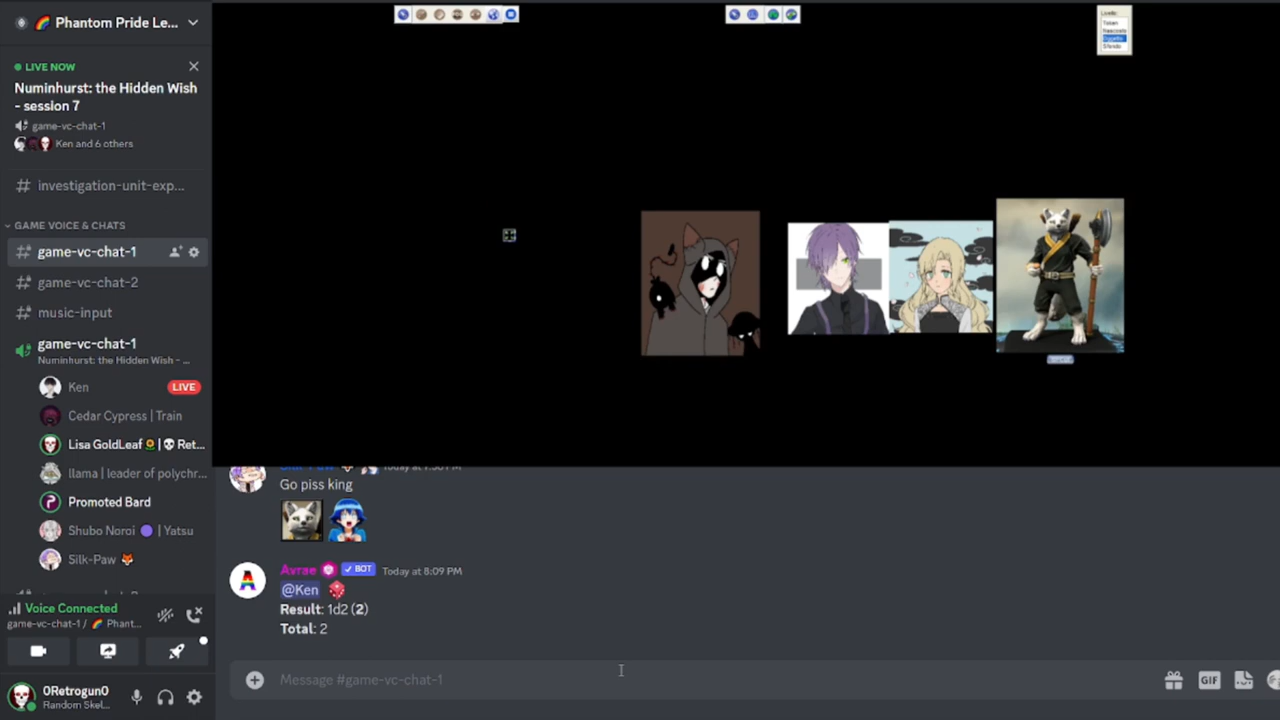 🌈 Phantom Pride Le...
LIVE NOW
Numinhurst: the Hidden Wish
- session 7
game-vc-chat-1
Ken and 6 others
investigation-unit-exp...
GAME VOICE & CHATS
game-vc-chat-1
game-vc-chat-2
music-input
game-vc-chat-1
Numinhurst: the Hidden Wish - ...
Ken LIVE
Cedar Cypress | Train
Lisa GoldLeaf🌻 | 💀 Ret...
llama | leader of polychr...
Promoted Bard
Shubo Noroi 🟣 | Yatsu
Silk-Paw 🦊
Voice Connected
game-vc-chat-1 / 🌈 Phant...
0Retrogun0
Random Skel...
Go piss king
Avrae ✓ BOT Today at 8:09 PM
@Ken 🎲
Result: 1d2 (2)
Total: 2
Message #game-vc-chat-1
GIF